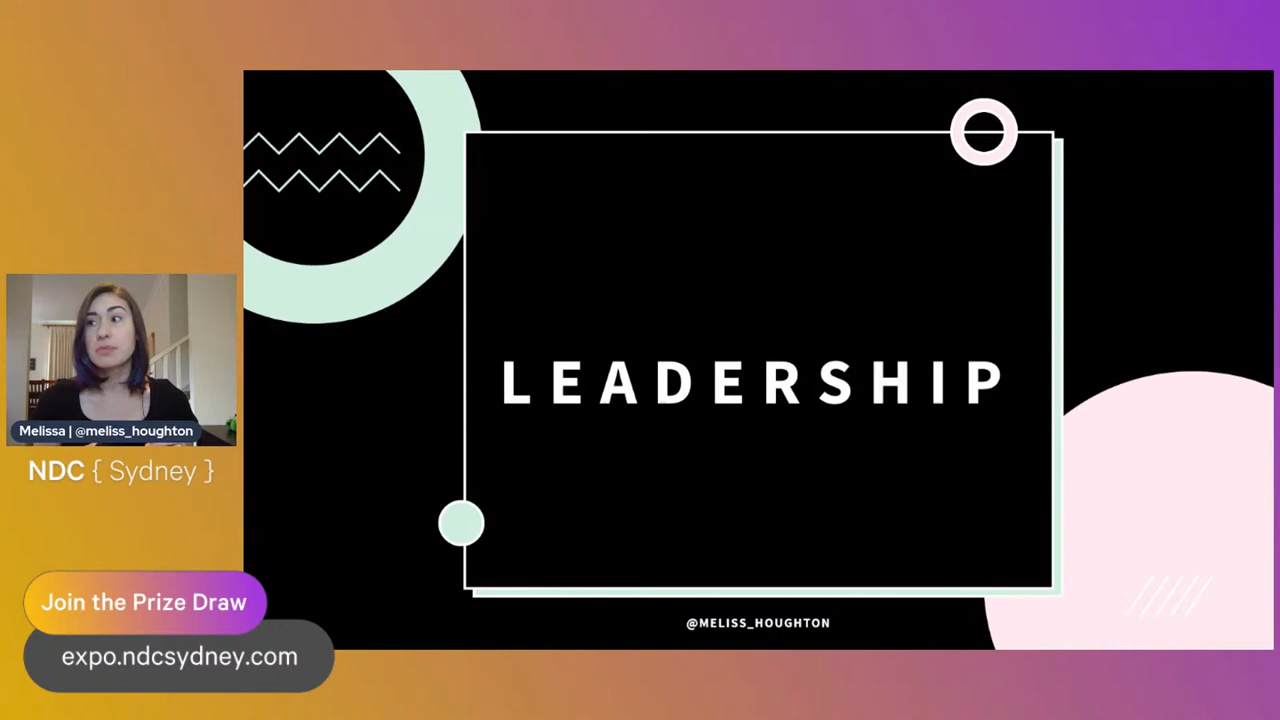 LEADERSHIP
Melissa | @meliss_houghton
NDC { Sydney }
Join the Prize Draw
expo.ndcsydney.com
@MELISS_HOUGHTON